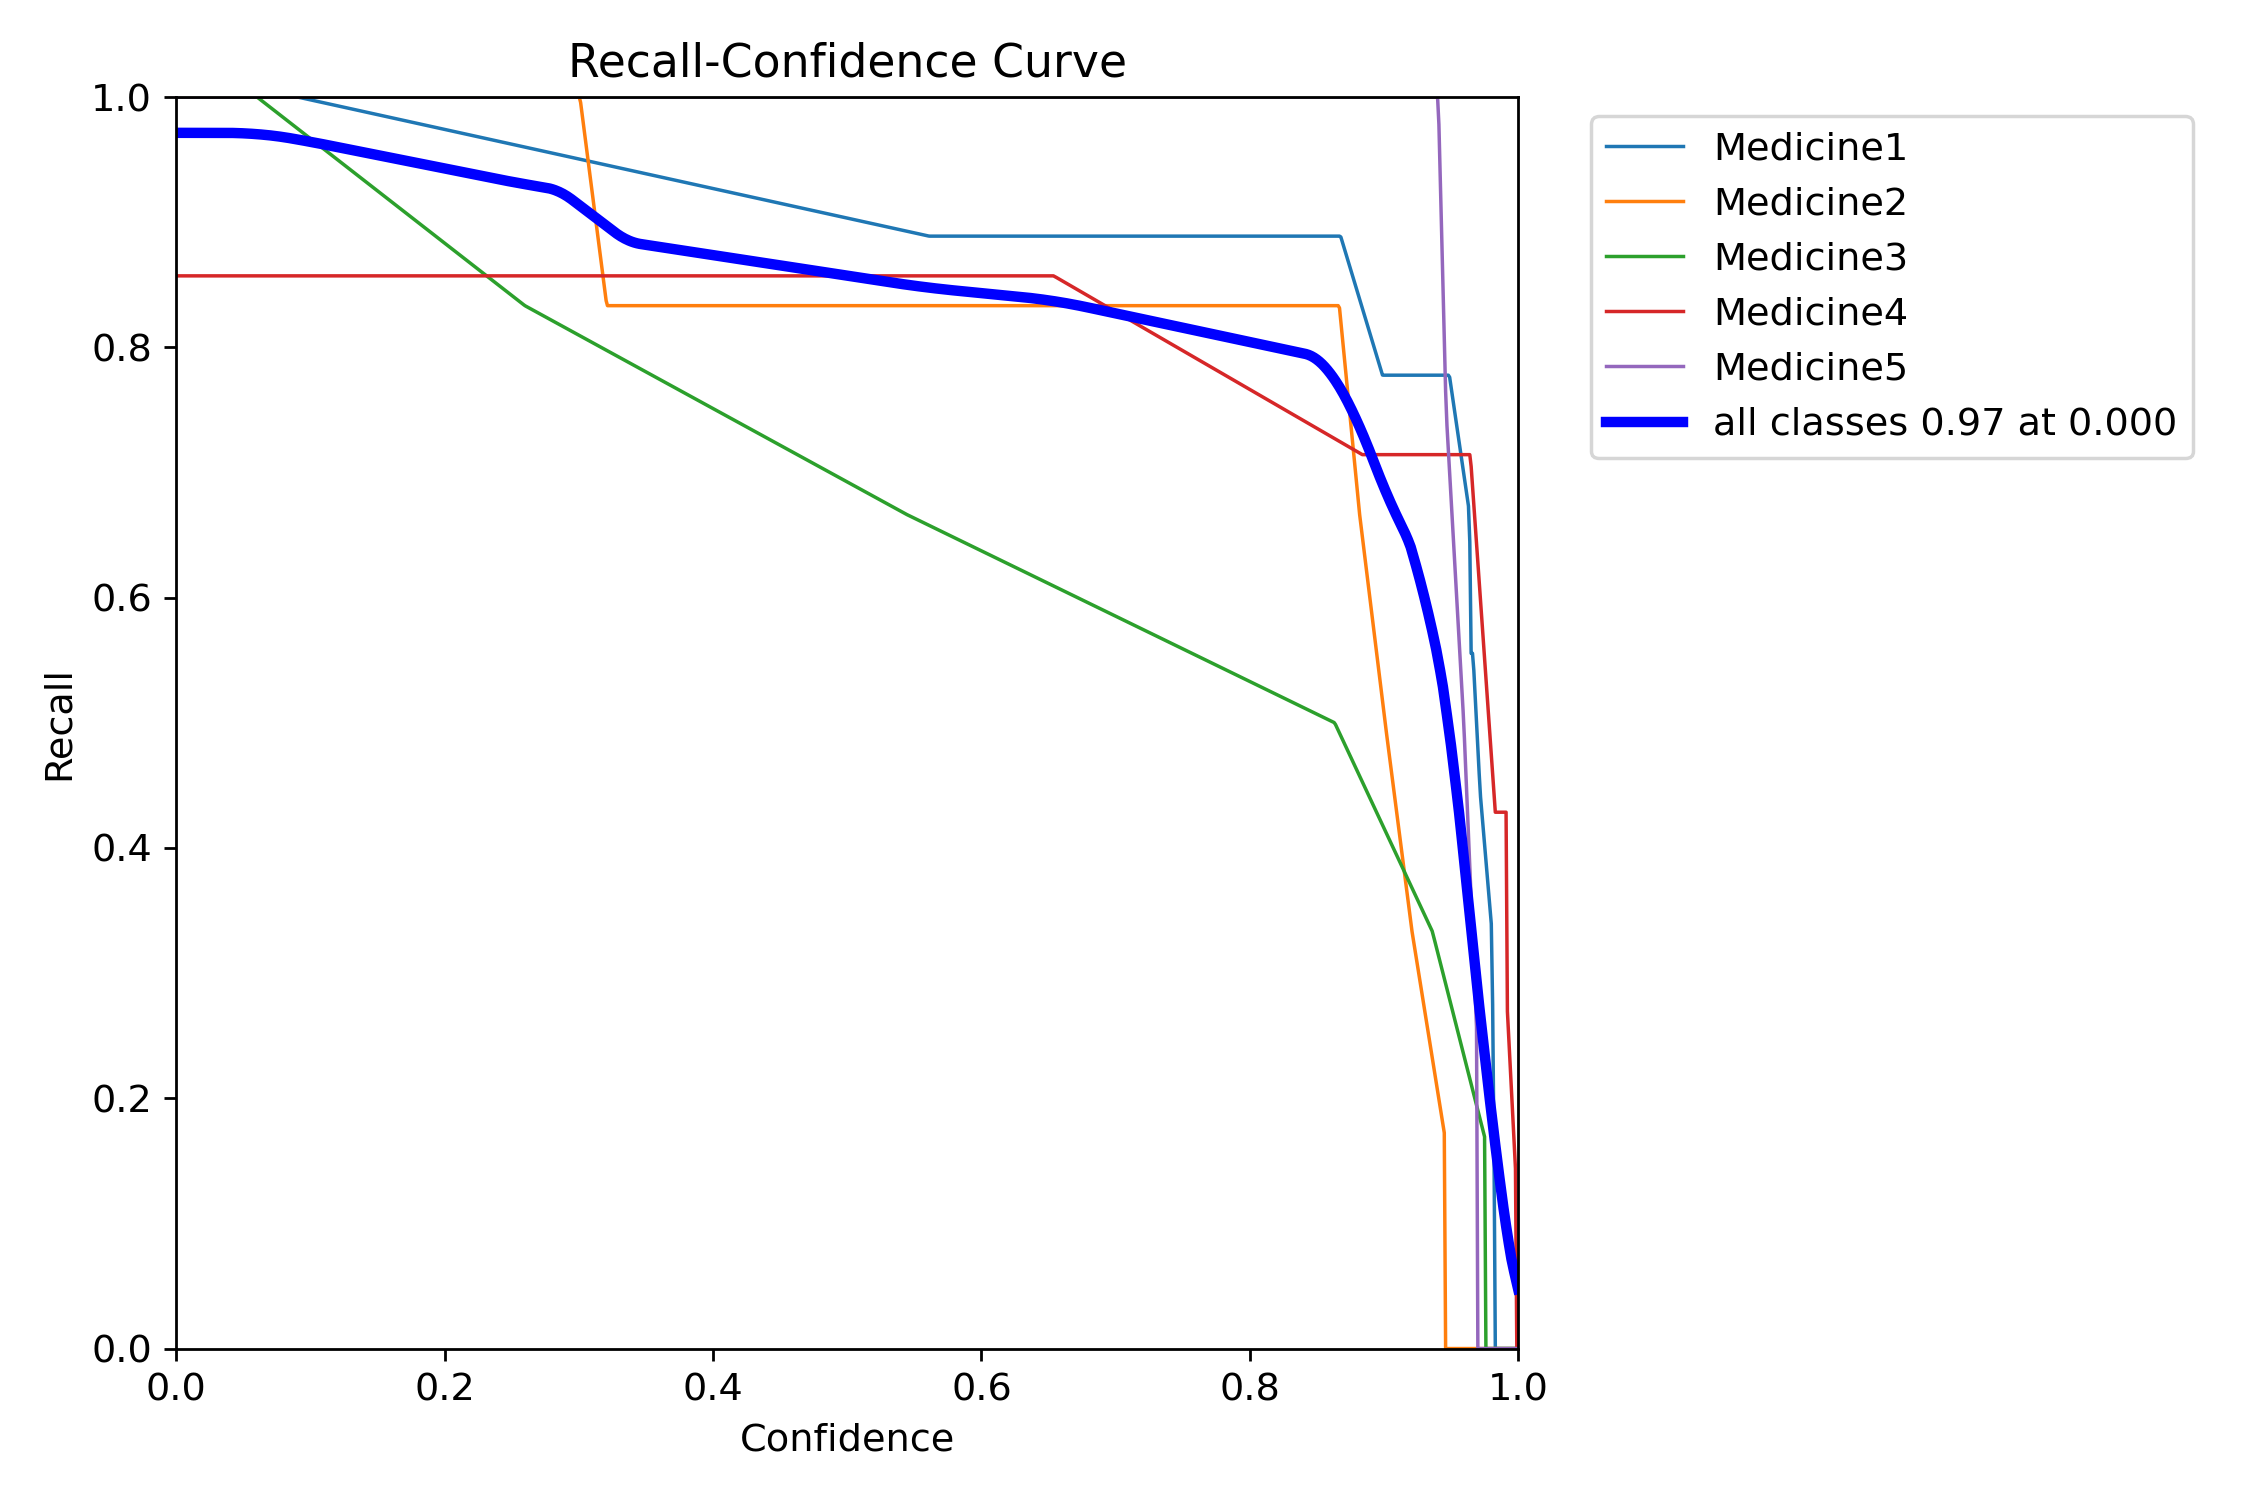 Recall-Confidence Curve
1.0
0.8
0.6
0.4
0.2
0.0
Recall
0.0 0.2 0.4 0.6 0.8 1.0
Confidence
Medicine1
Medicine2
Medicine3
Medicine4
Medicine5
all classes 0.97 at 0.000